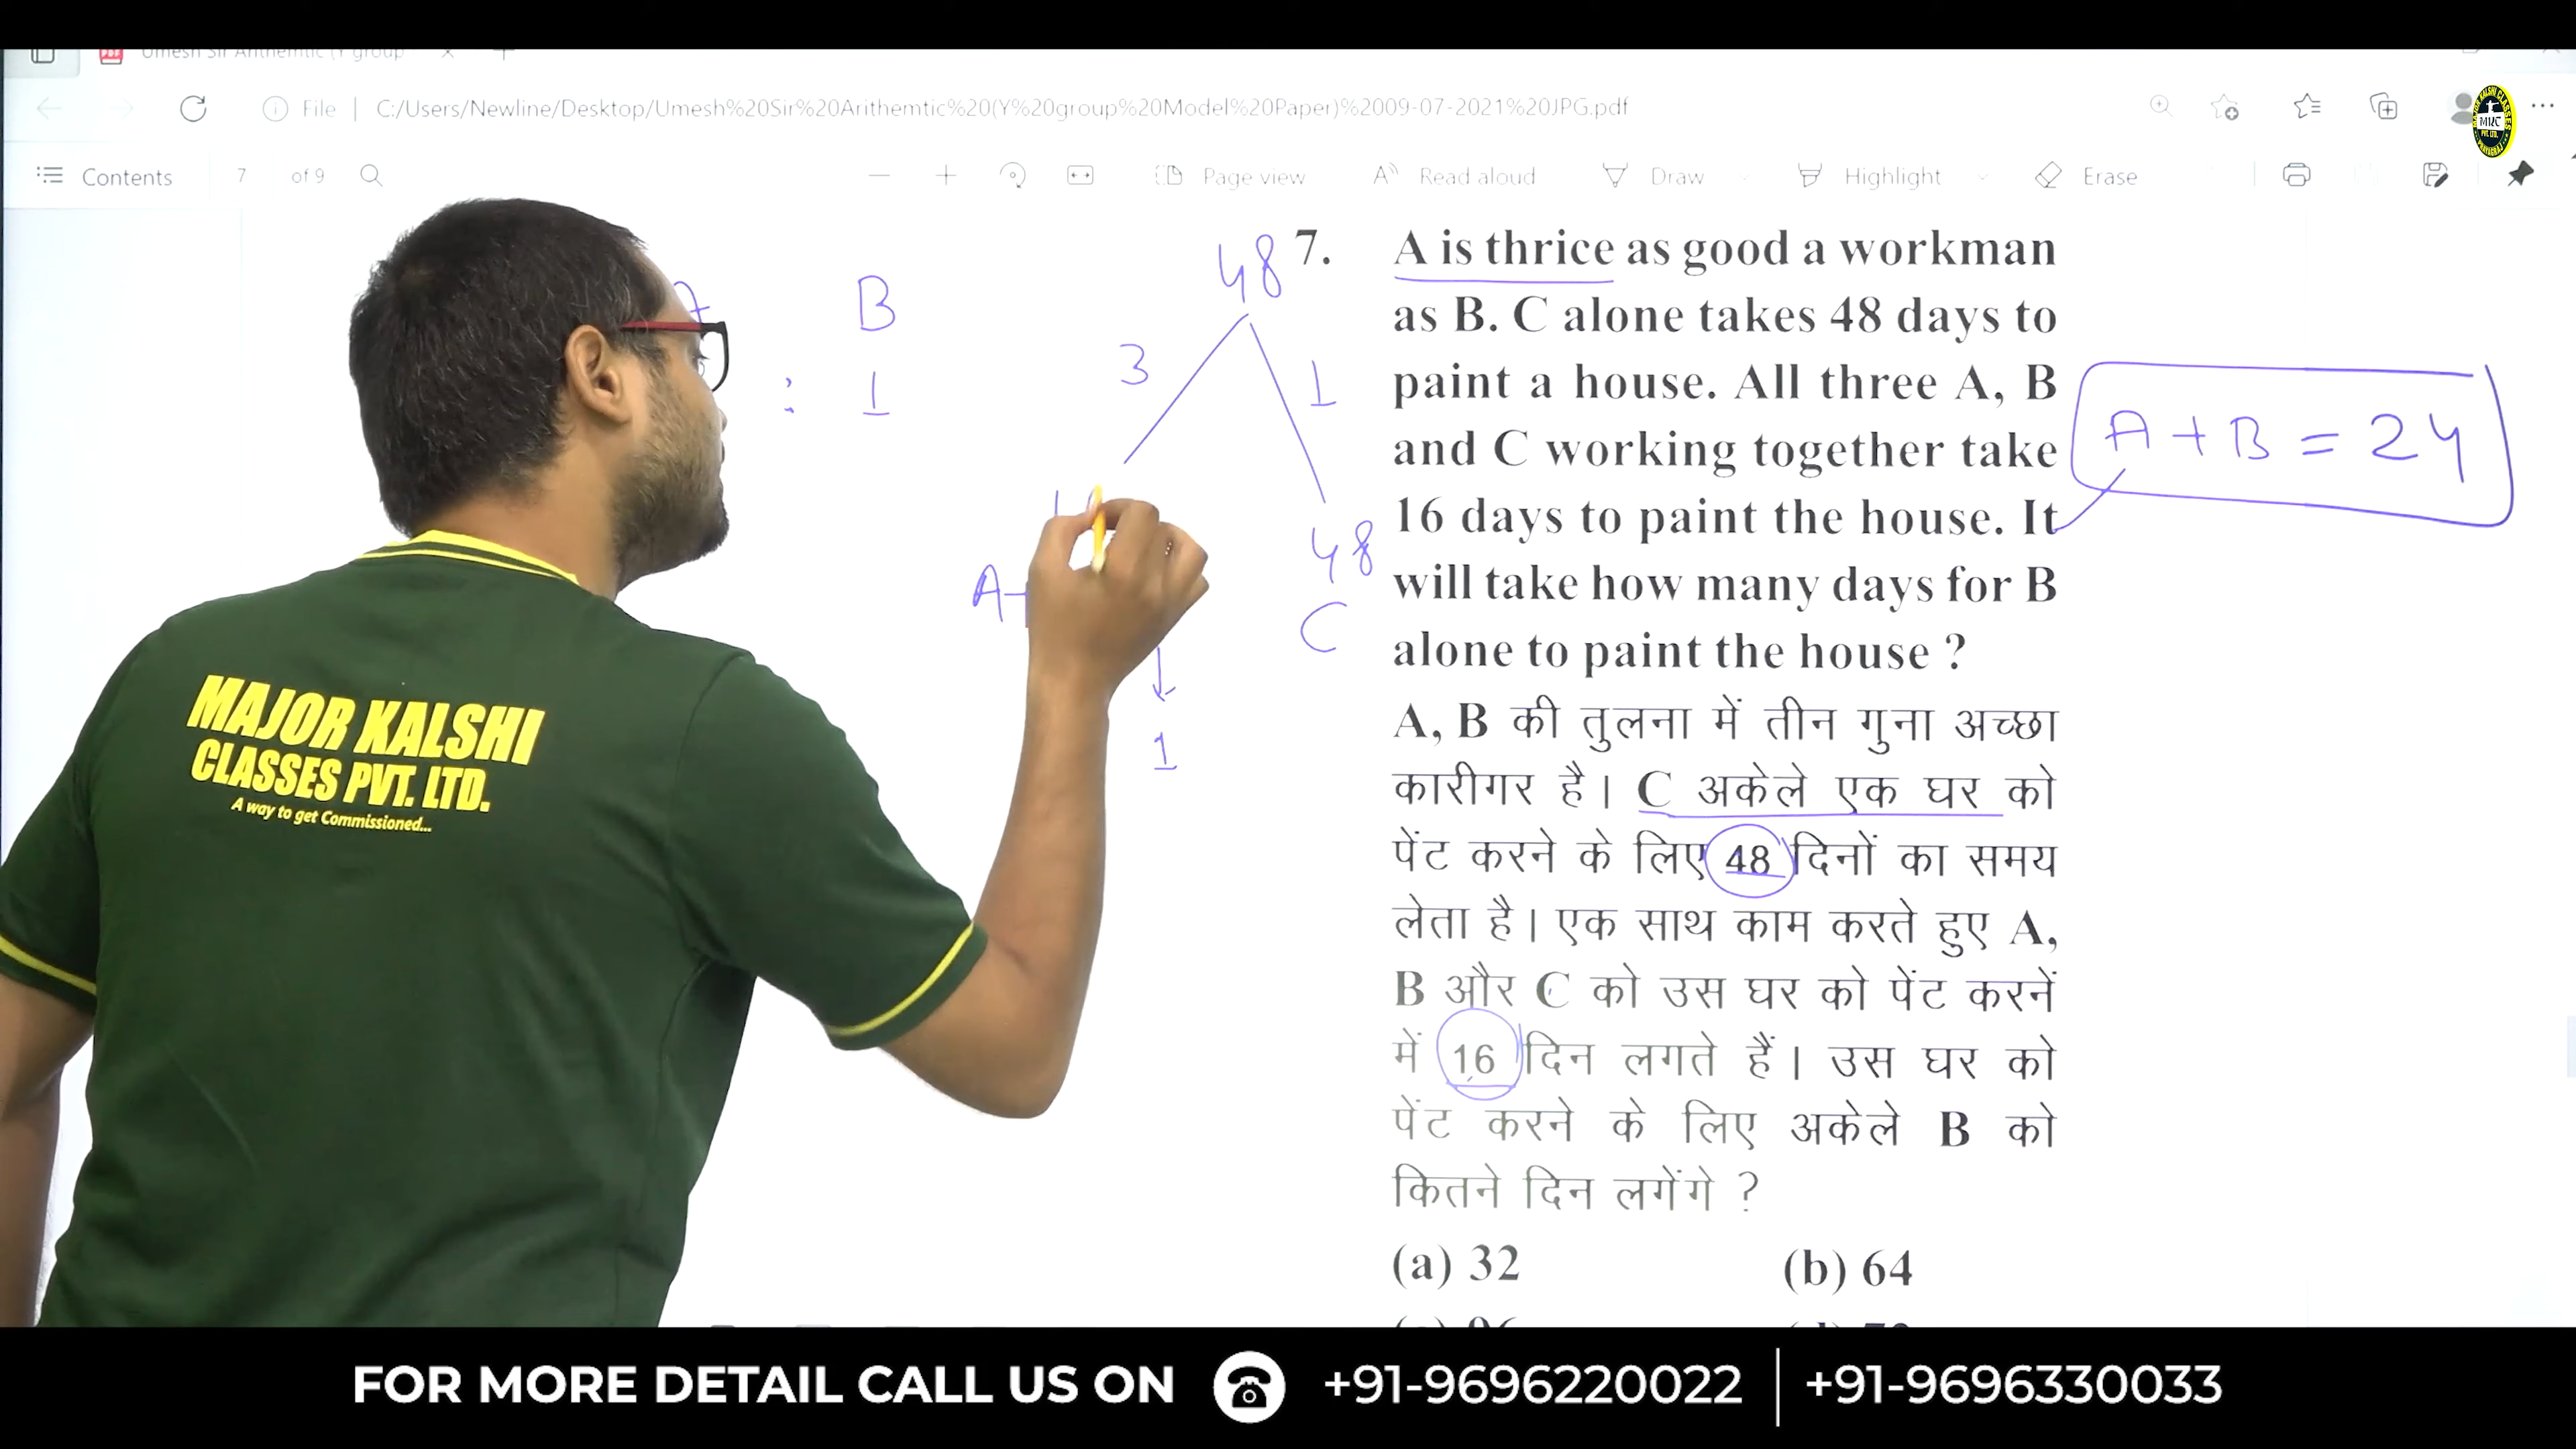 Umesh Sir Arithemtic (Y group
File
C:/Users/Newline/Desktop/Umesh%20Sir%20Arithemtic%20(Y%20group%20Model%20Paper)%2009-07-2021%20JPG.pdf
Contents
7 of 9
Page view
Read aloud
Draw
Highlight
Erase
B
: 1
48
3 1
48
C
1
7. A is thrice as good a workman
as B. C alone takes 48 days to
paint a house. All three A, B
and C working together take
16 days to paint the house. It
will take how many days for B
alone to paint the house ?
A + B = 24
A, B की तुलना में तीन गुना अच्छा
कारीगर है। C अकेले एक घर को
पेंट करने के लिए 48 दिनों का समय
लेता है। एक साथ काम करते हुए A,
B और C को उस घर को पेंट करनें
में 16 दिन लगते हैं। उस घर को
पेंट करने के लिए अकेले B को
कितने दिन लगेंगे ?
(a) 32 (b) 64
MAJOR KALSHI
CLASSES PVT. LTD.
A way to get Commissioned...
FOR MORE DETAIL CALL US ON +91-9696220022 +91-9696330033